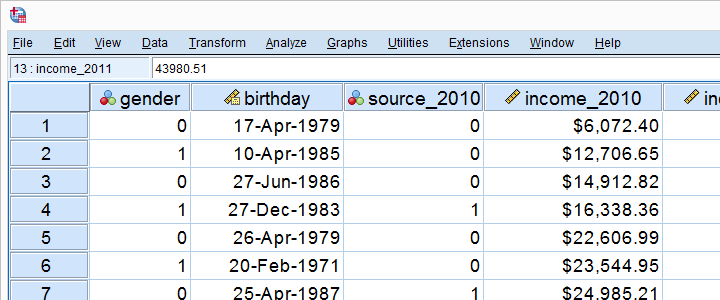 File Edit View Data Transform Analyze Graphs Utilities Extensions Window Help
13 : income_2011 43980.51
gender birthday source_2010 income_2010
1 0 17-Apr-1979 0 $6,072.40
2 1 10-Apr-1985 0 $12,706.65
3 0 27-Jun-1986 0 $14,912.82
4 1 27-Dec-1983 1 $16,338.36
5 0 26-Apr-1979 0 $22,606.99
6 1 20-Feb-1971 0 $23,544.95
7 0 25-Apr-1987 1 $24,985.21